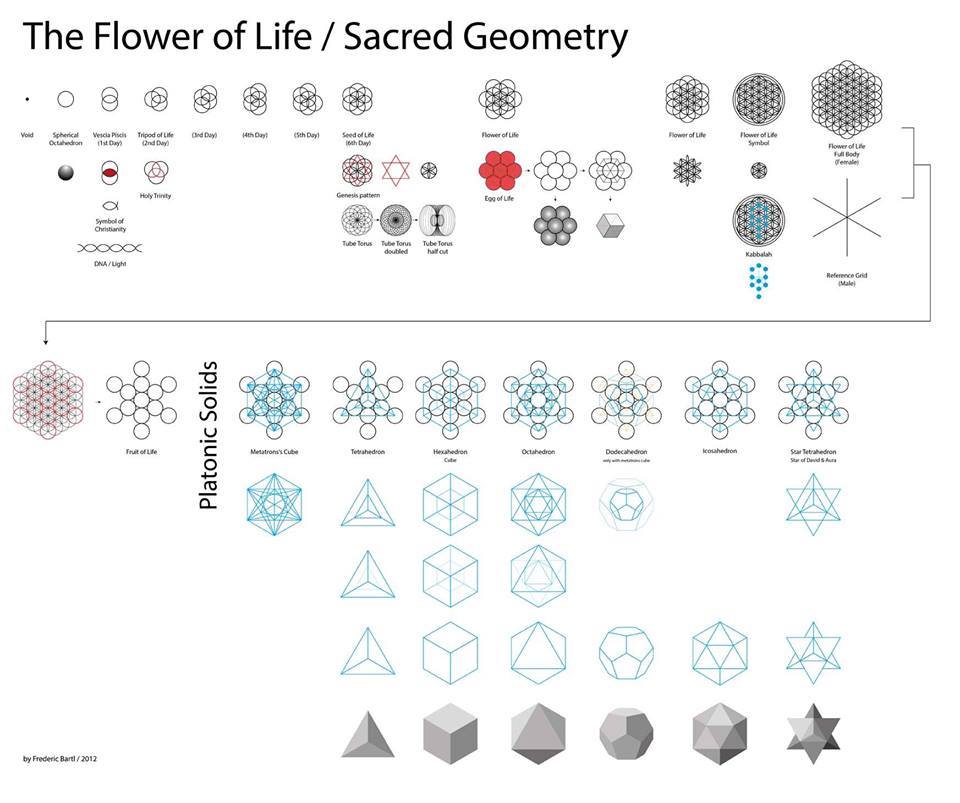 The Flower of Life / Sacred Geometry
Void
Spherical
Octahedron
Vescia Piscis
(1st Day)
Tripod of Life
(2nd Day)
(3rd Day)
(4th Day)
(5th Day)
Seed of Life
(6th Day)
Flower of Life
Flower of Life
Flower of Life
Symbol
Flower of Life
Full Body
(Female)
Holy Trinity
Genesis pattern
Egg of Life
Symbol of
Christianity
Tube Torus
Tube Torus
doubled
Tube Torus
half cut
Kabbalah
DNA / Light
Reference Grid
(Male)
Platonic Solids
Fruit of Life
Metatrons's Cube
Tetrahedron
Hexahedron
Cube
Octahedron
Dodecahedron
only with metatrons cube
Icosahedron
Star Tetrahedron
Star of David & Aura
by Frederic Bartl / 2012